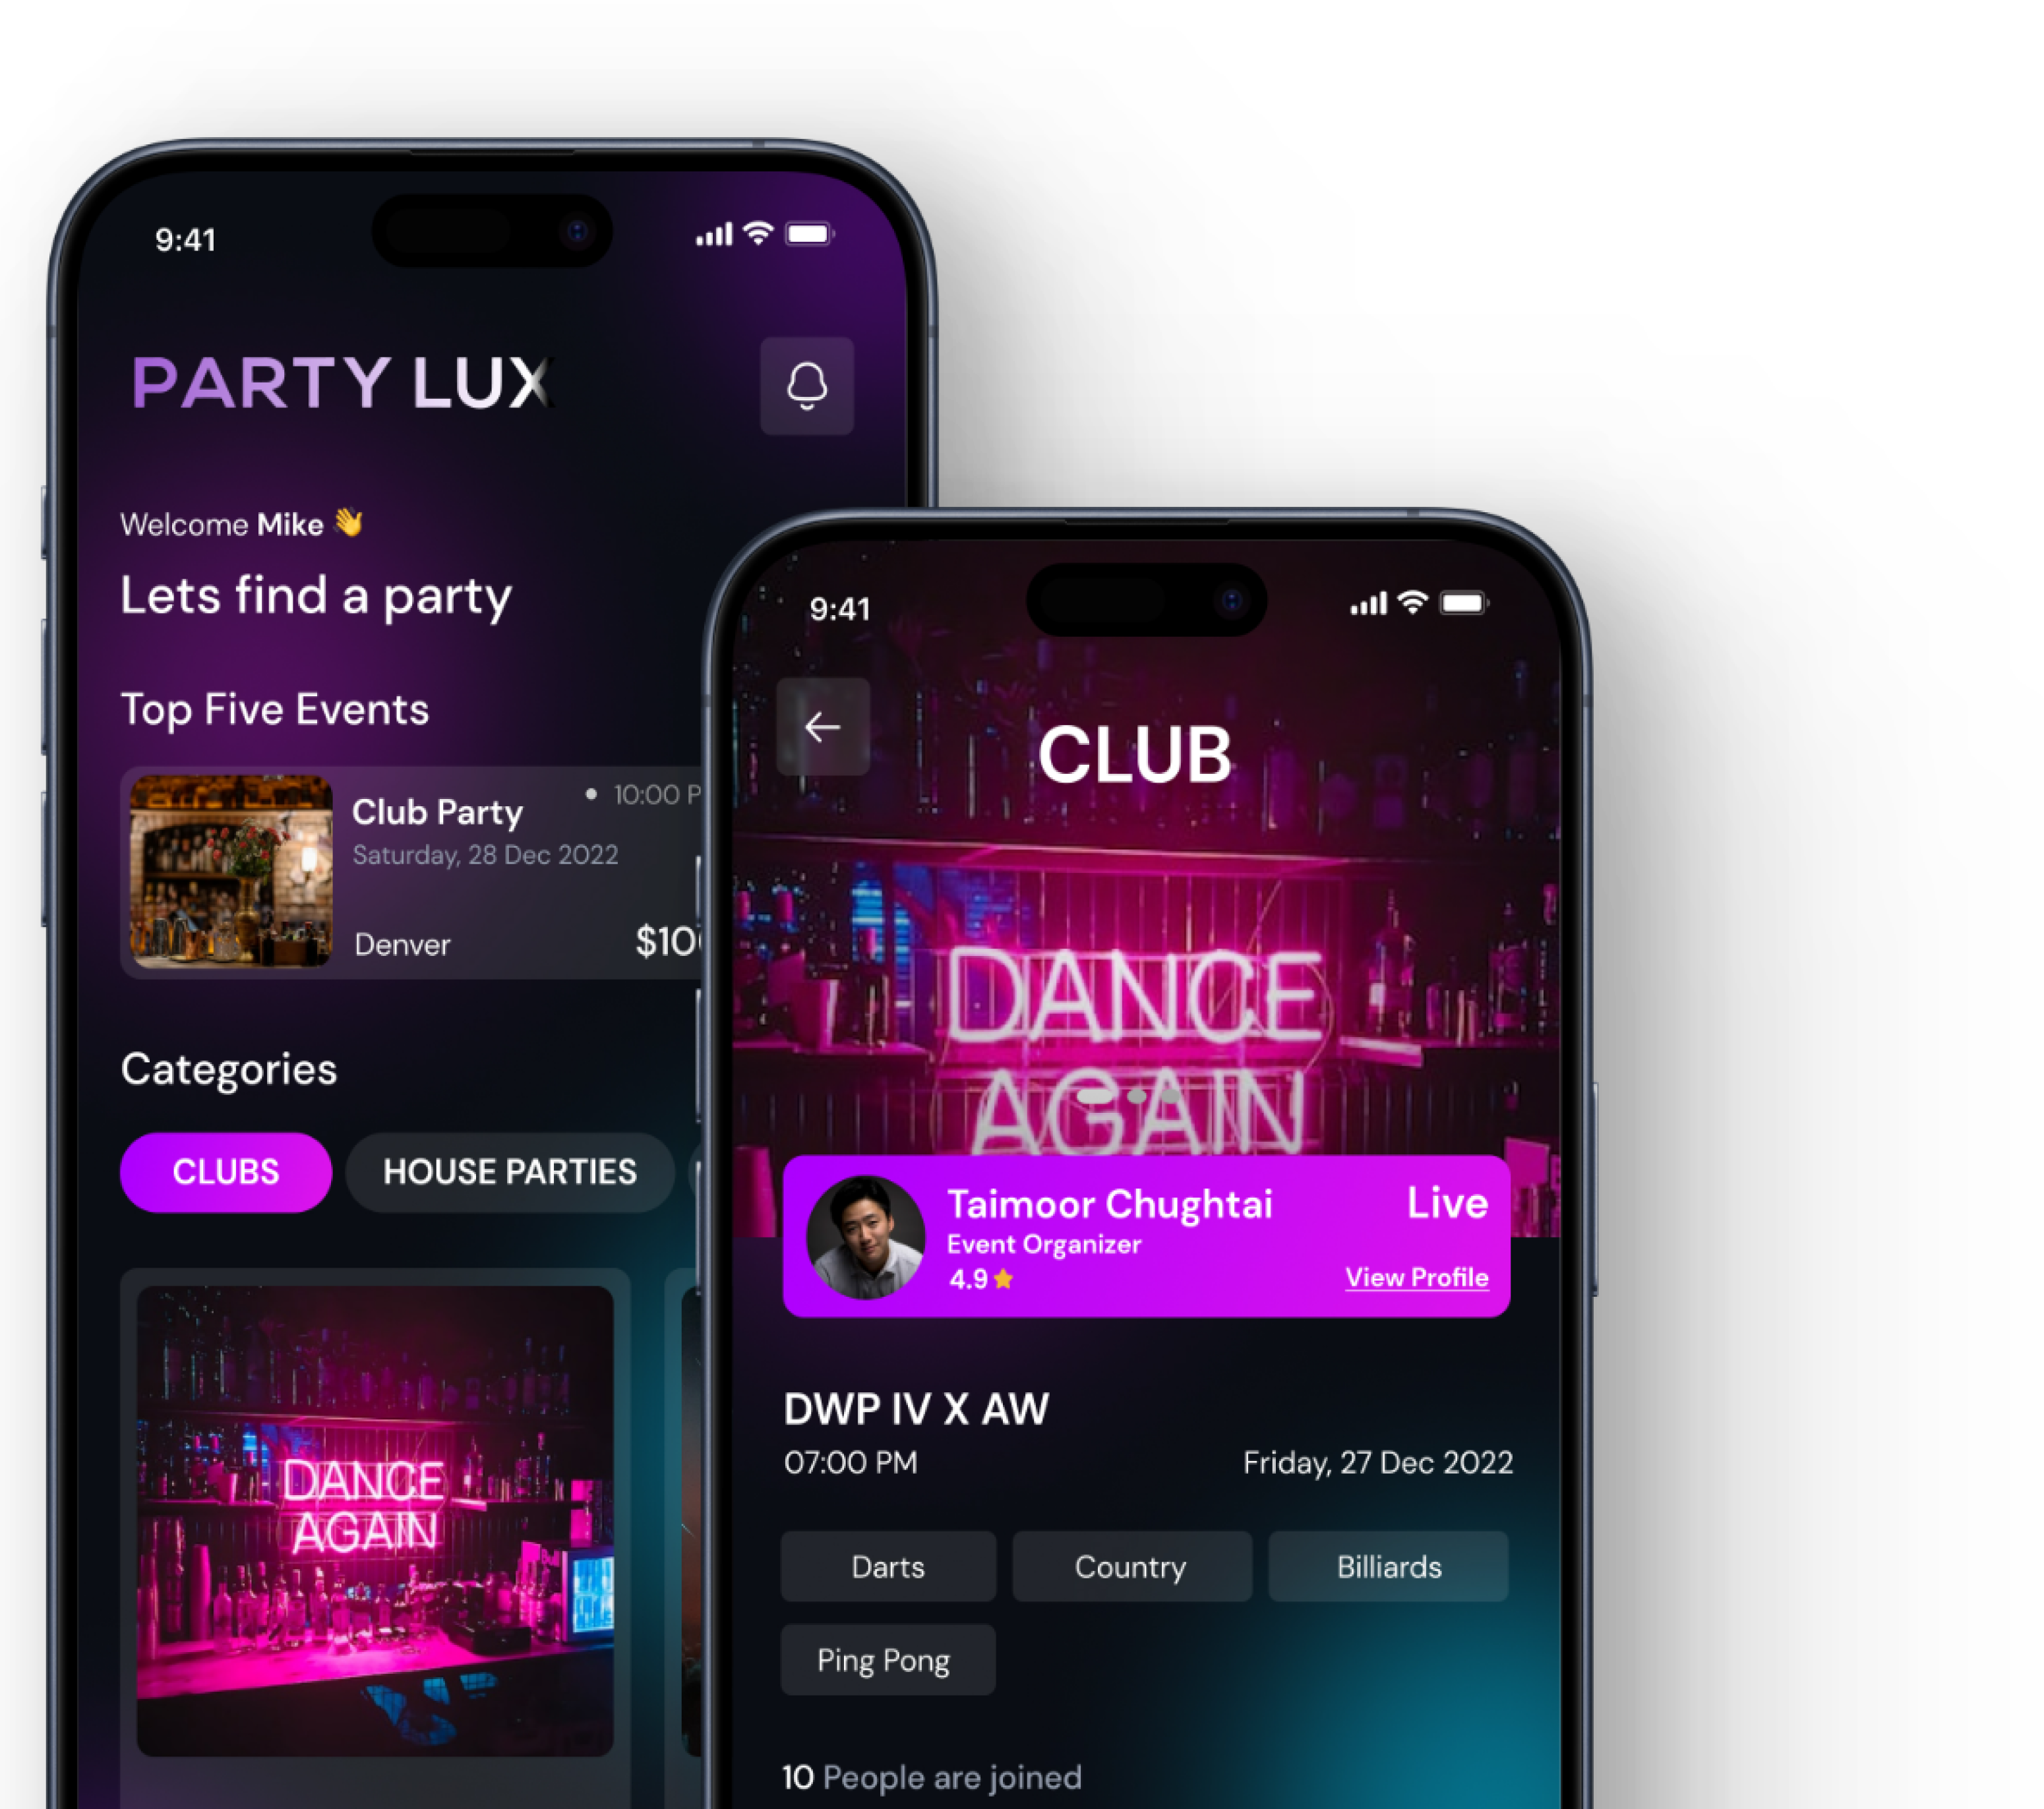 9:41
PARTY LUX
Welcome Mike 👋
Lets find a party
Top Five Events
Club Party
• 10:00 P
Saturday, 28 Dec 2022
Denver
$10
Categories
CLUBS
HOUSE PARTIES
DANCE
AGAIN
9:41
CLUB
DANCE
AGAIN
Taimoor Chughtai
Live
Event Organizer
4.9
View Profile
DWP IV X AW
07:00 PM
Friday, 27 Dec 2022
Darts
Country
Billiards
Ping Pong
10 People are joined